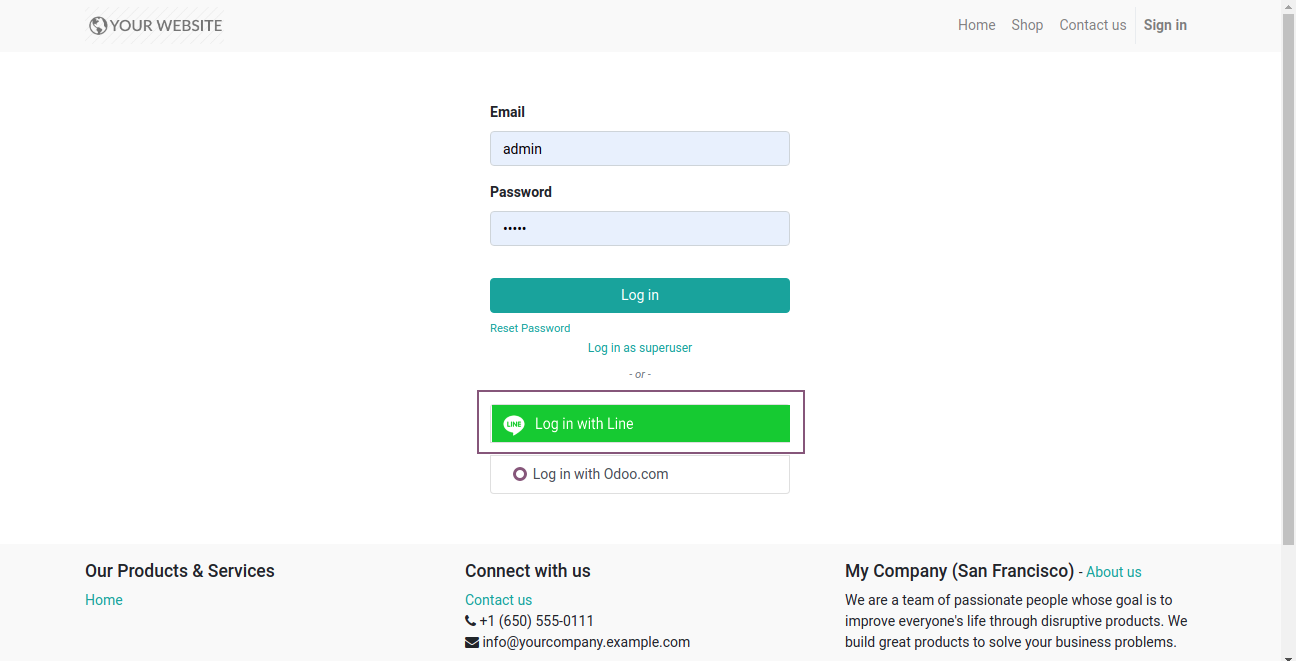 YOUR WEBSITE
Home Shop Contact us Sign in
Email
admin
Password
•••••
Log in
Reset Password
Log in as superuser
- or -
LINE Log in with Line
Log in with Odoo.com
Our Products & Services
Home
Connect with us
Contact us
+1 (650) 555-0111
info@yourcompany.example.com
My Company (San Francisco) - About us
We are a team of passionate people whose goal is to
improve everyone's life through disruptive products. We
build great products to solve your business problems.